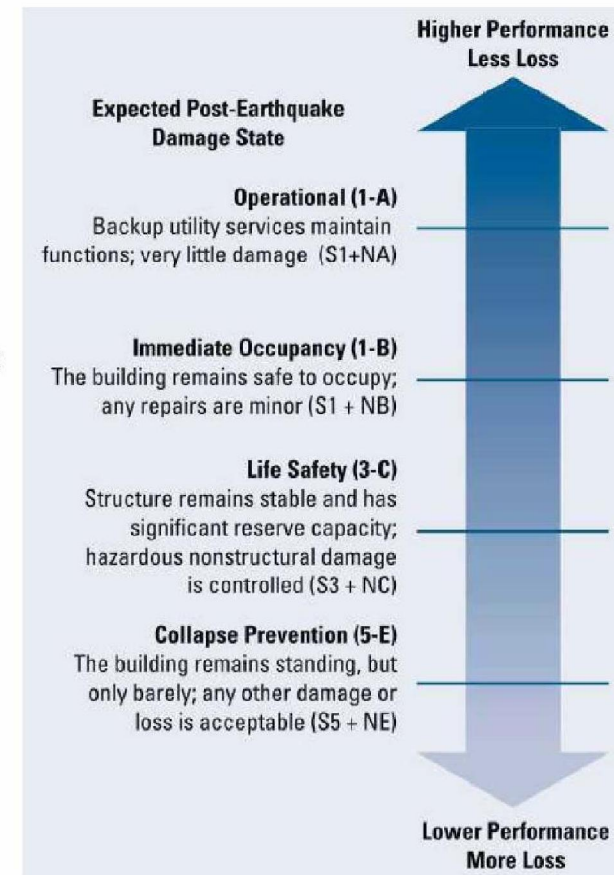 Higher Performance
Less Loss
Expected Post-Earthquake
Damage State
Operational (1-A)
Backup utility services maintain
functions; very little damage (S1+NA)
Immediate Occupancy (1-B)
The building remains safe to occupy;
any repairs are minor (S1 + NB)
Life Safety (3-C)
Structure remains stable and has
significant reserve capacity;
hazardous nonstructural damage
is controlled (S3 + NC)
Collapse Prevention (5-E)
The building remains standing, but
only barely; any other damage or
loss is acceptable (S5 + NE)
Lower Performance
More Loss